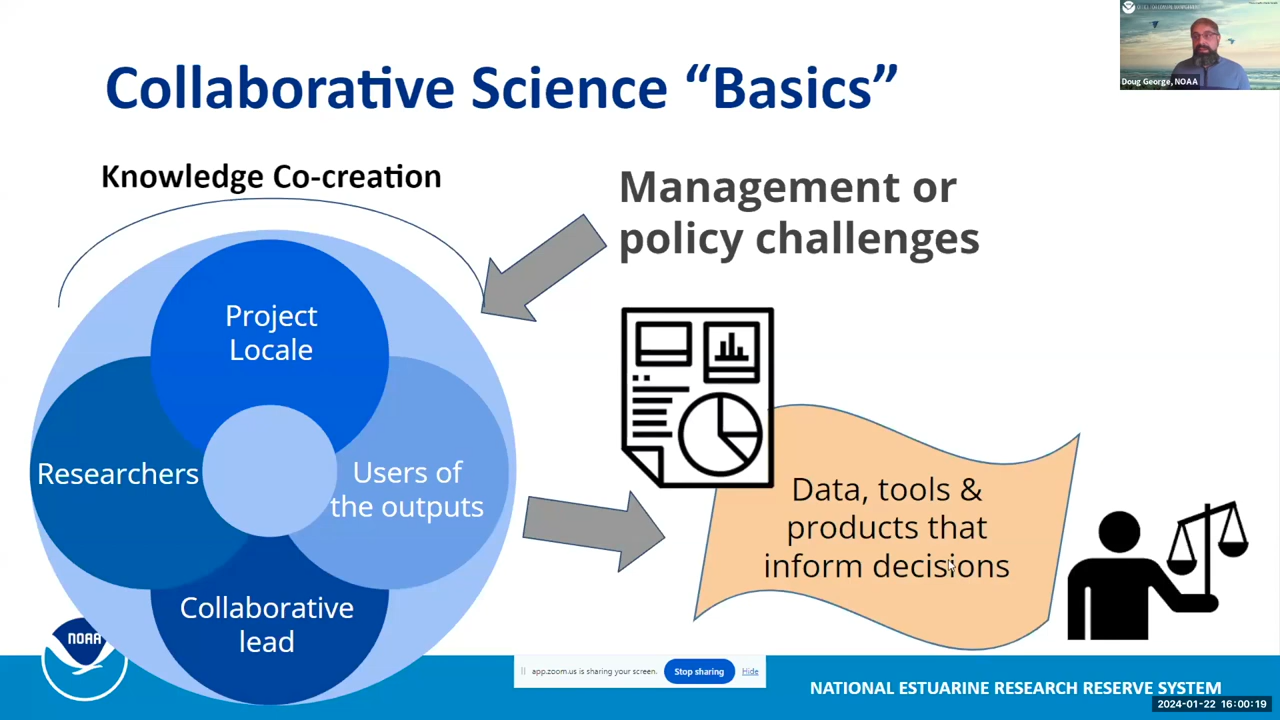 Collaborative Science “Basics”
Doug George, NOAA
Knowledge Co-creation
Management or
policy challenges
Project
Locale
Researchers
Users of
the outputs
Collaborative
lead
Data, tools &
products that
inform decisions
NOAA
app.zoom.us is sharing your screen.
Stop sharing
Hide
NATIONAL ESTUARINE RESEARCH RESERVE SYSTEM
2024-01-22 16:00:19